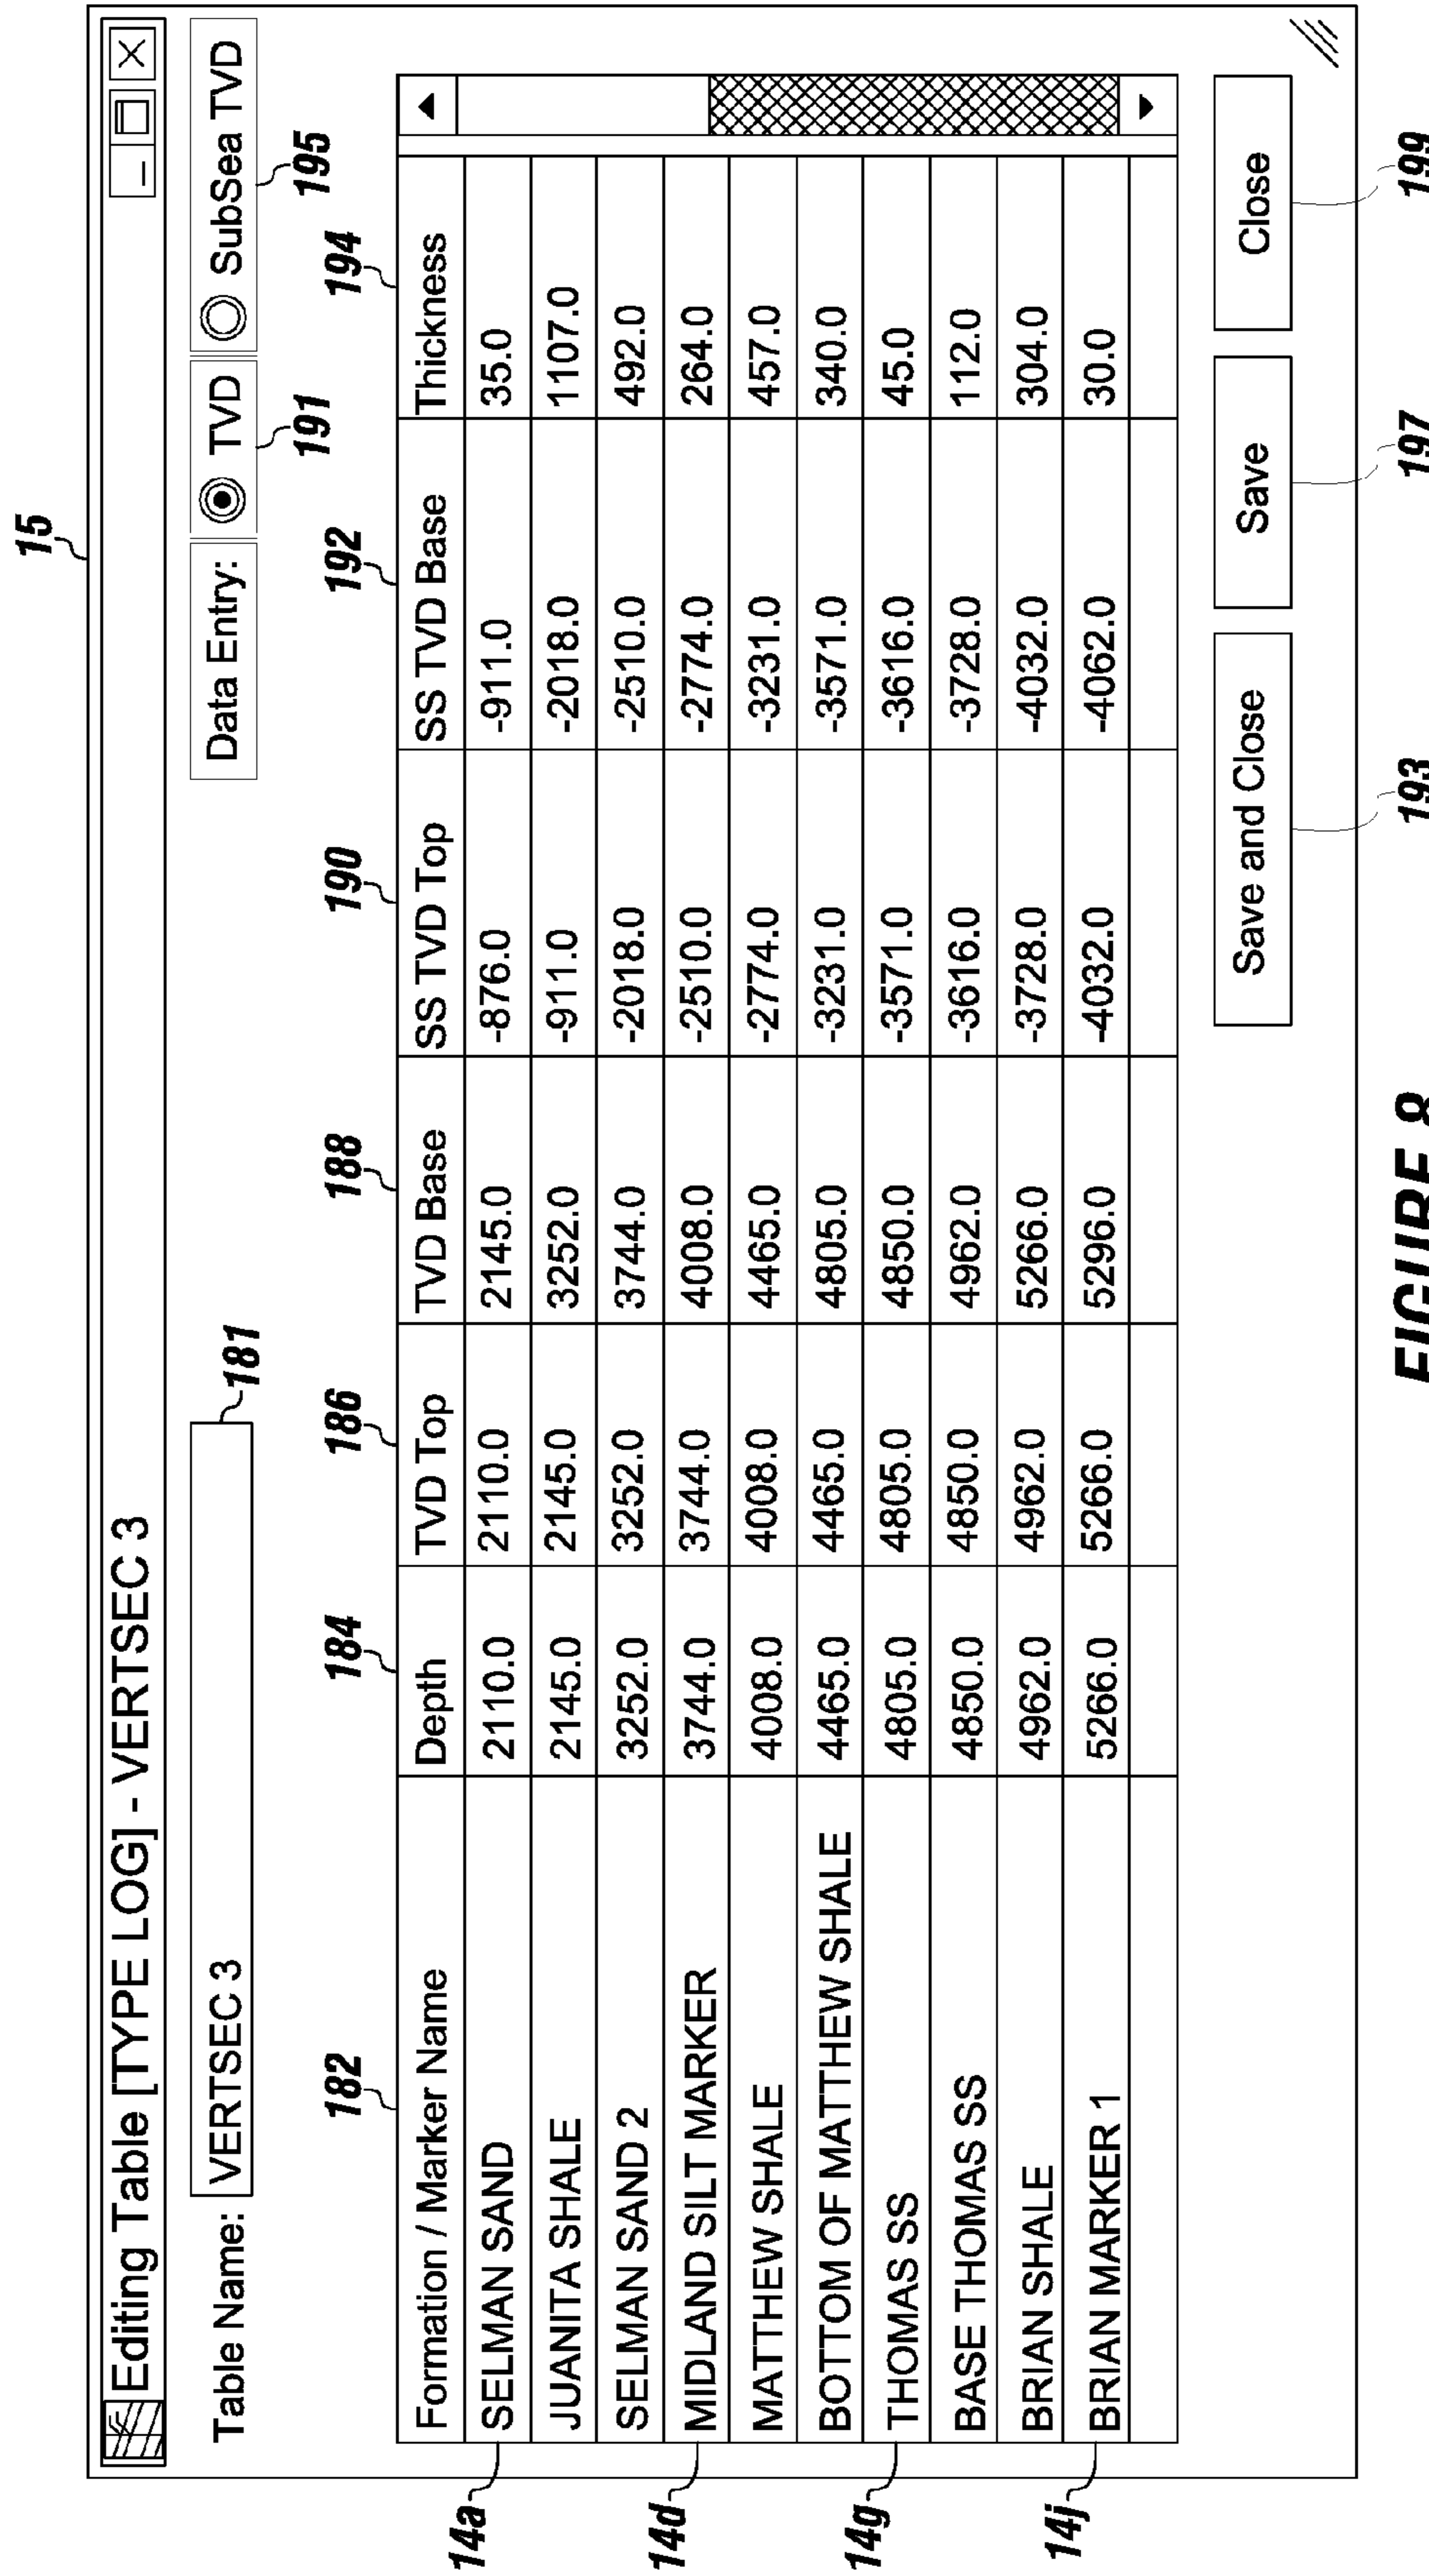 15
Editing Table [TYPE LOG] - VERTSEC 3
Table Name: VERTSEC 3 181 Data Entry: TVD SubSea TVD
191 195
182 184 186 188 190 192 194
Formation / Marker Name Depth TVD Top TVD Base SS TVD Top SS TVD Base Thickness
14a SELMAN SAND 2110.0 2110.0 2145.0 -876.0 -911.0 35.0
JUANITA SHALE 2145.0 2145.0 3252.0 -911.0 -2018.0 1107.0
SELMAN SAND 2 3252.0 3252.0 3744.0 -2018.0 -2510.0 492.0
14d MIDLAND SILT MARKER 3744.0 3744.0 4008.0 -2510.0 -2774.0 264.0
MATTHEW SHALE 4008.0 4008.0 4465.0 -2774.0 -3231.0 457.0
BOTTOM OF MATTHEW SHALE 4465.0 4465.0 4805.0 -3231.0 -3571.0 340.0
14g THOMAS SS 4805.0 4805.0 4850.0 -3571.0 -3616.0 45.0
BASE THOMAS SS 4850.0 4850.0 4962.0 -3616.0 -3728.0 112.0
BRIAN SHALE 4962.0 4962.0 5266.0 -3728.0 -4032.0 304.0
14j BRIAN MARKER 1 5266.0 5266.0 5296.0 -4032.0 -4062.0 30.0
Save and Close Save Close
193 197 199
FIGURE 8